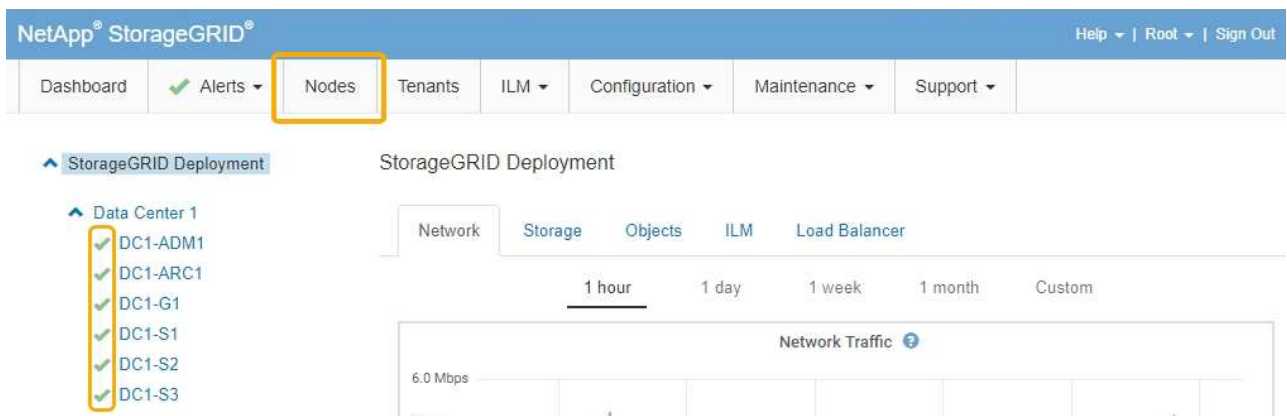 NetApp® StorageGRID®
Help | Root | Sign Out
Dashboard Alerts Nodes Tenants ILM Configuration Maintenance Support
StorageGRID Deployment
Data Center 1
DC1-ADM1
DC1-ARC1
DC1-G1
DC1-S1
DC1-S2
DC1-S3
StorageGRID Deployment
Network Storage Objects ILM Load Balancer
1 hour 1 day 1 week 1 month Custom
Network Traffic ?
6.0 Mbps